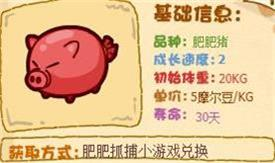 基础信息:
品种: 肥肥猪
成长速度: 2
初始体重: 20KG
单价: 5摩尔豆/KG
寿命: 30天
获取方式: 肥肥抓捕小游戏兑换